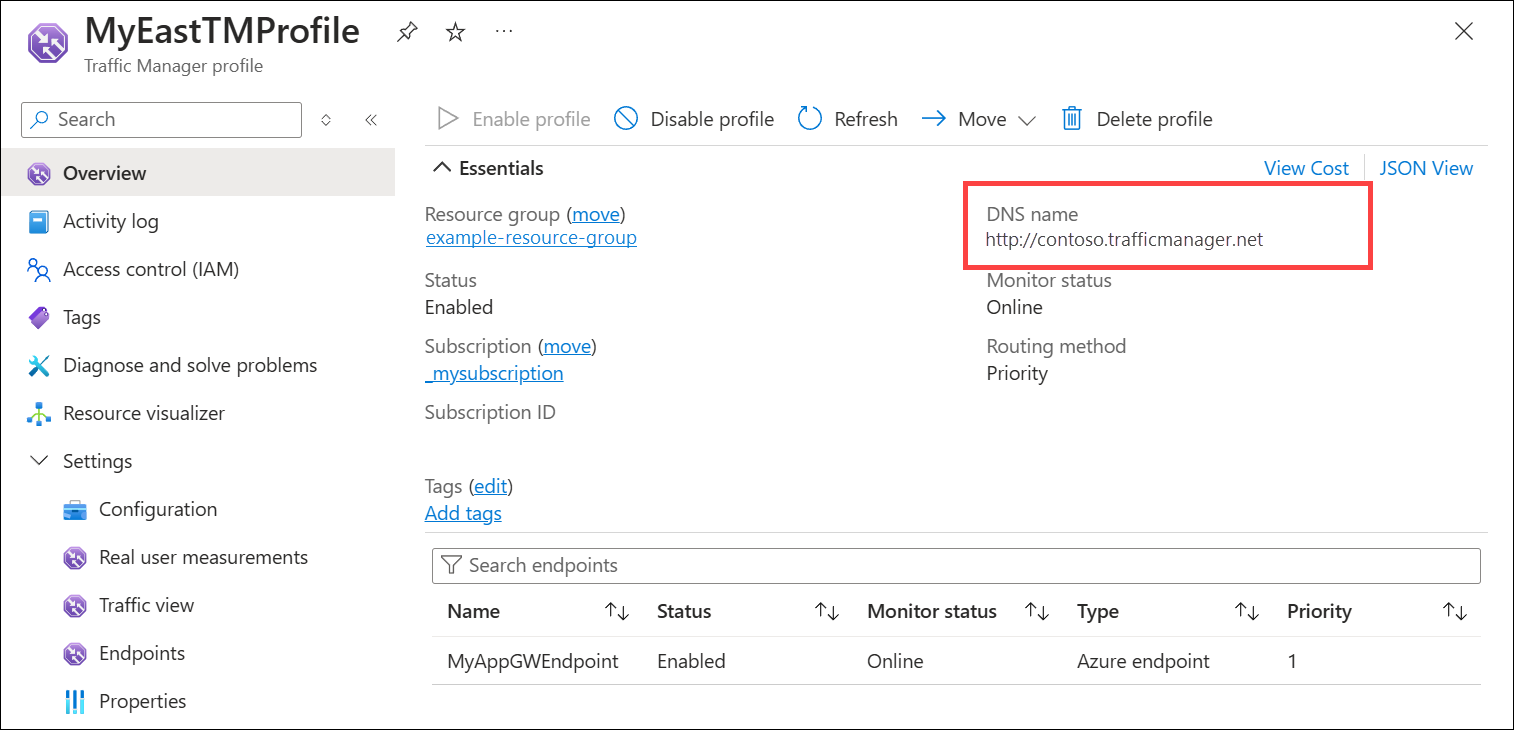 MyEastTMProfile
Traffic Manager profile
Search
Overview
Activity log
Access control (IAM)
Tags
Diagnose and solve problems
Resource visualizer
Settings
Configuration
Real user measurements
Traffic view
Endpoints
Properties
Enable profile Disable profile Refresh Move Delete profile
Essentials
View Cost JSON View
Resource group (move)
example-resource-group
Status
Enabled
Subscription (move)
_mysubscription
Subscription ID
DNS name
http://contoso.trafficmanager.net
Monitor status
Online
Routing method
Priority
Tags (edit)
Add tags
Search endpoints
Name Status Monitor status Type Priority
MyAppGWEndpoint Enabled Online Azure endpoint 1